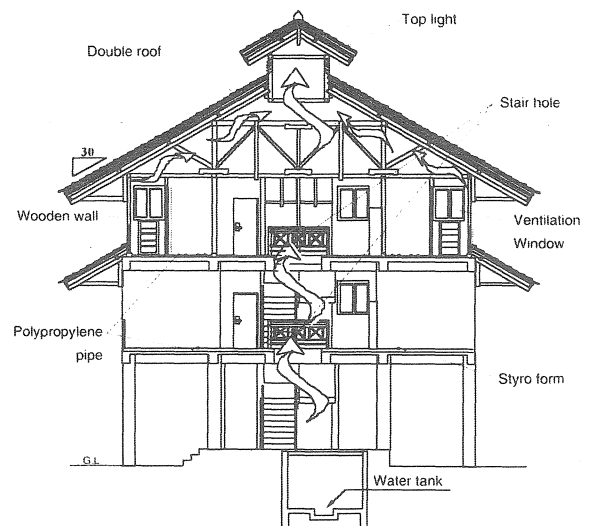 Top light
Double roof
Stair hole
30
Wooden wall
Ventilation
Window
Polypropylene
pipe
Styro form
G.L
Water tank